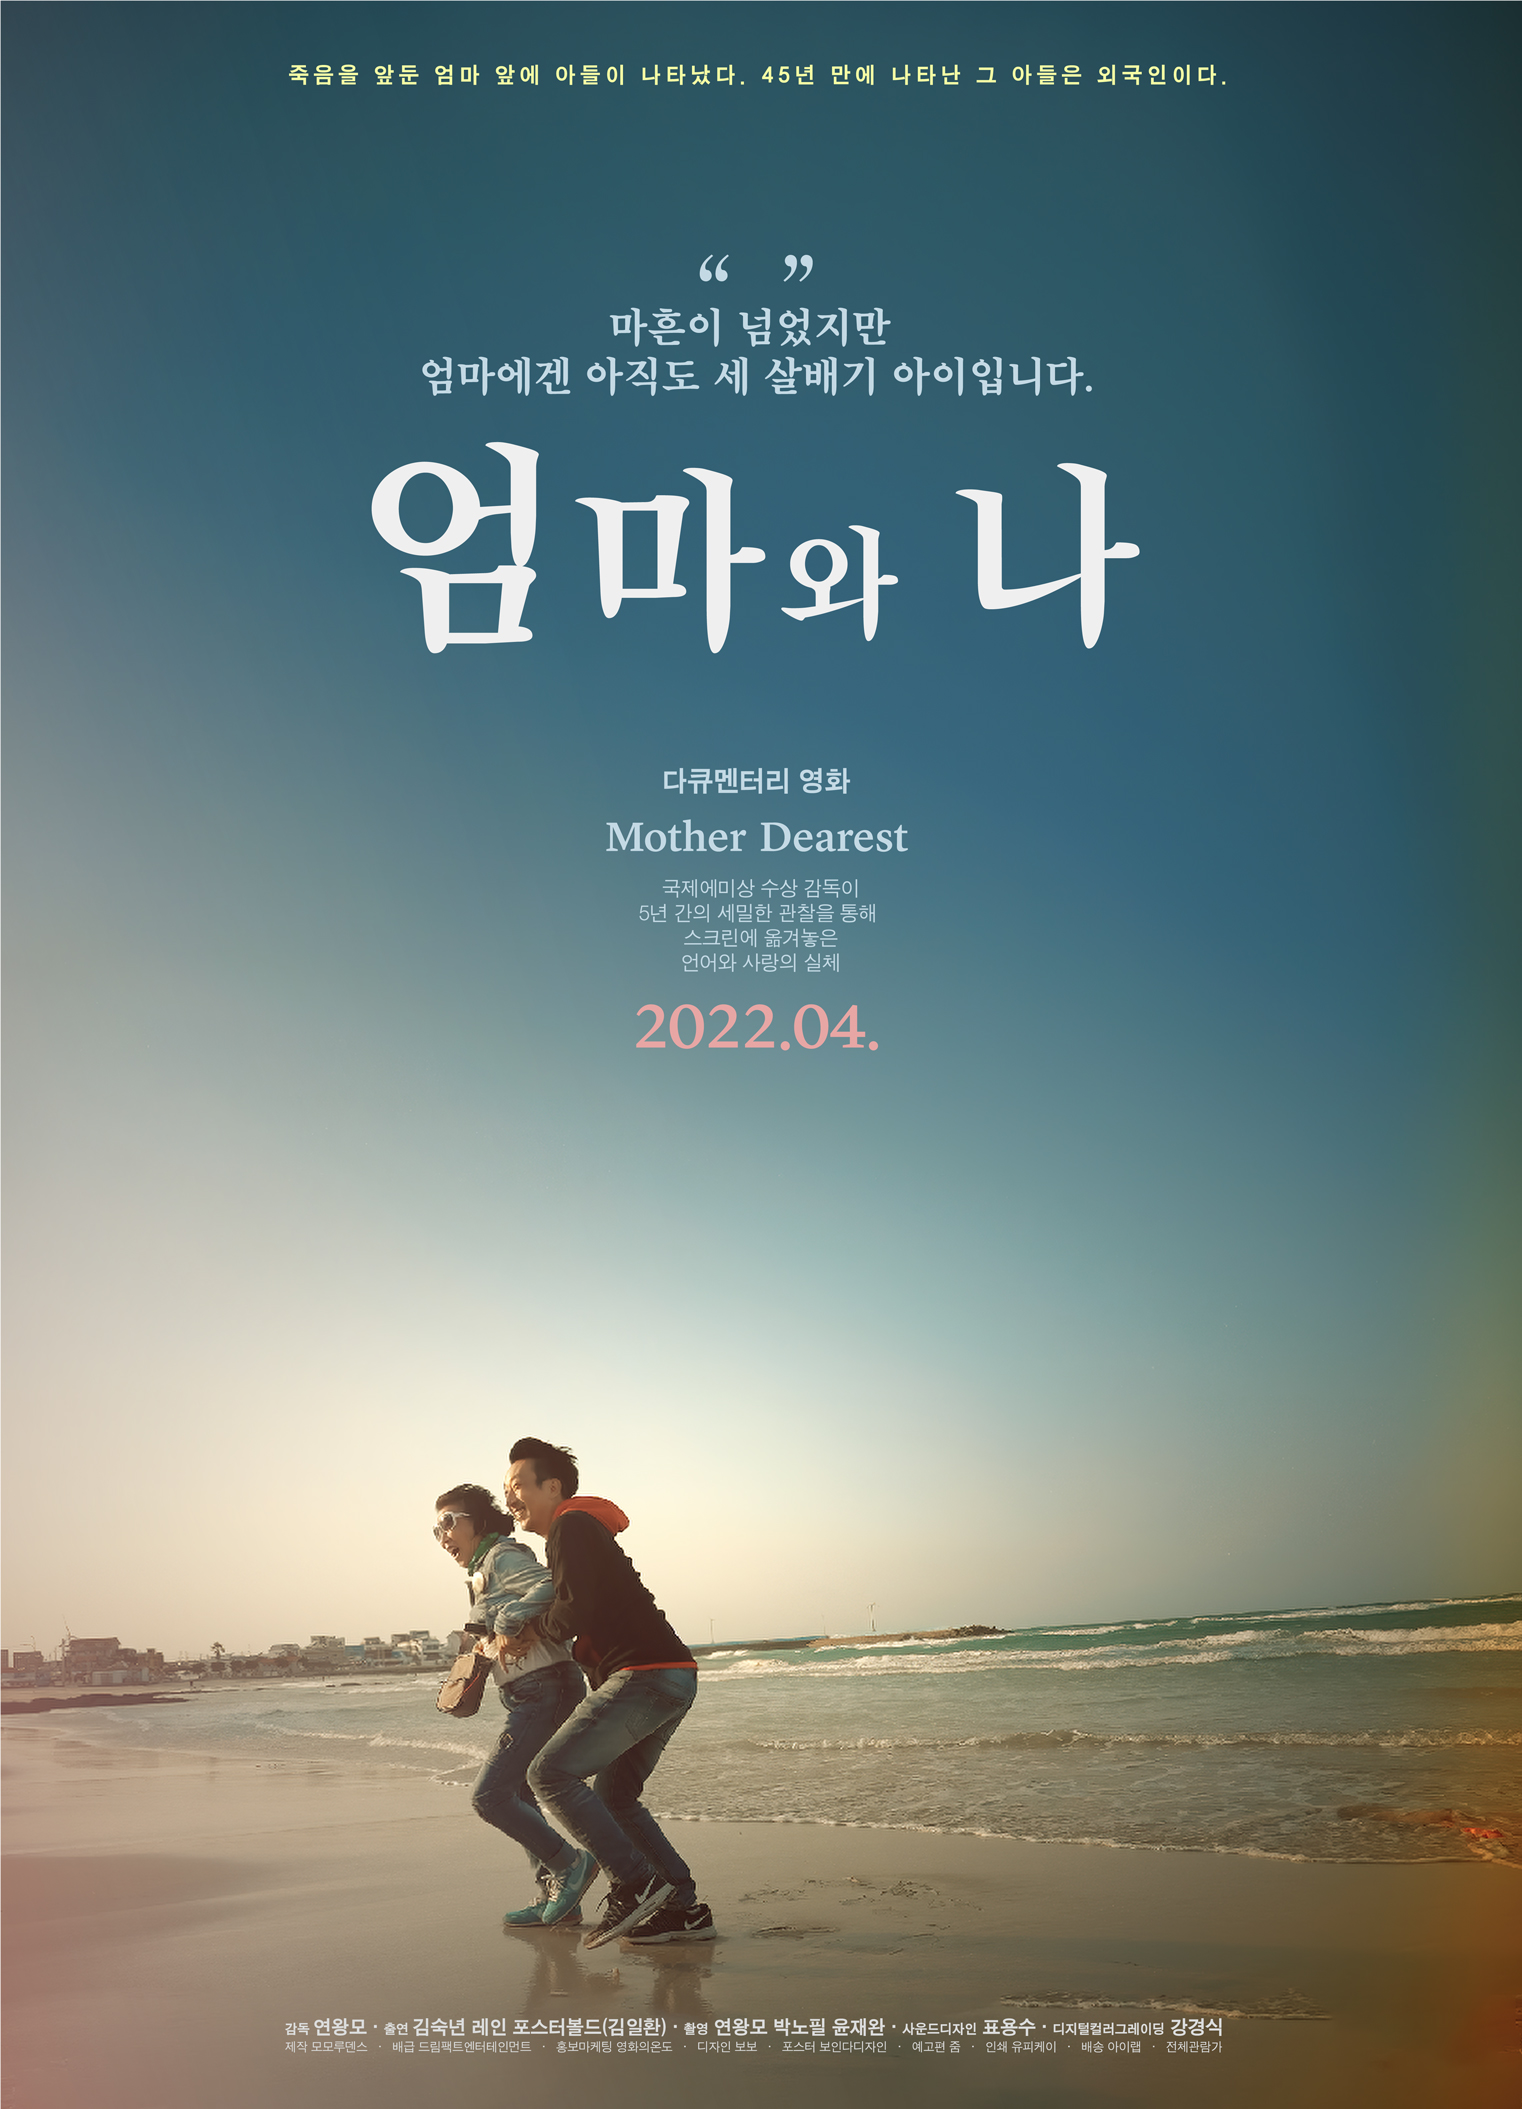 죽음을 앞둔 엄마 앞에 아들이 나타났다. 45년 만에 나타난 그 아들은 외국인이다.
“ ”
마흔이 넘었지만
엄마에겐 아직도 세 살배기 아이입니다.
엄마와 나
다큐멘터리 영화
Mother Dearest
국제에미상 수상 감독이
5년 간의 세밀한 관찰을 통해
스크린에 옮겨놓은
언어와 사랑의 실체
2022.04.
감독 연왕모 · 출연 김숙년 레인 포스터볼드(김일환) · 촬영 연왕모 박노필 윤재완 · 사운드디자인 표용수 · 디지털컬러그레이딩 강경식
제작 모모루덴스 · 배급 드림팩트엔터테인먼트 · 홍보마케팅 영화의온도 · 디자인 보보 · 포스터 보인다디자인 · 예고편 줌 · 인쇄 유피케이 · 배송 아이랩 · 전체관람가